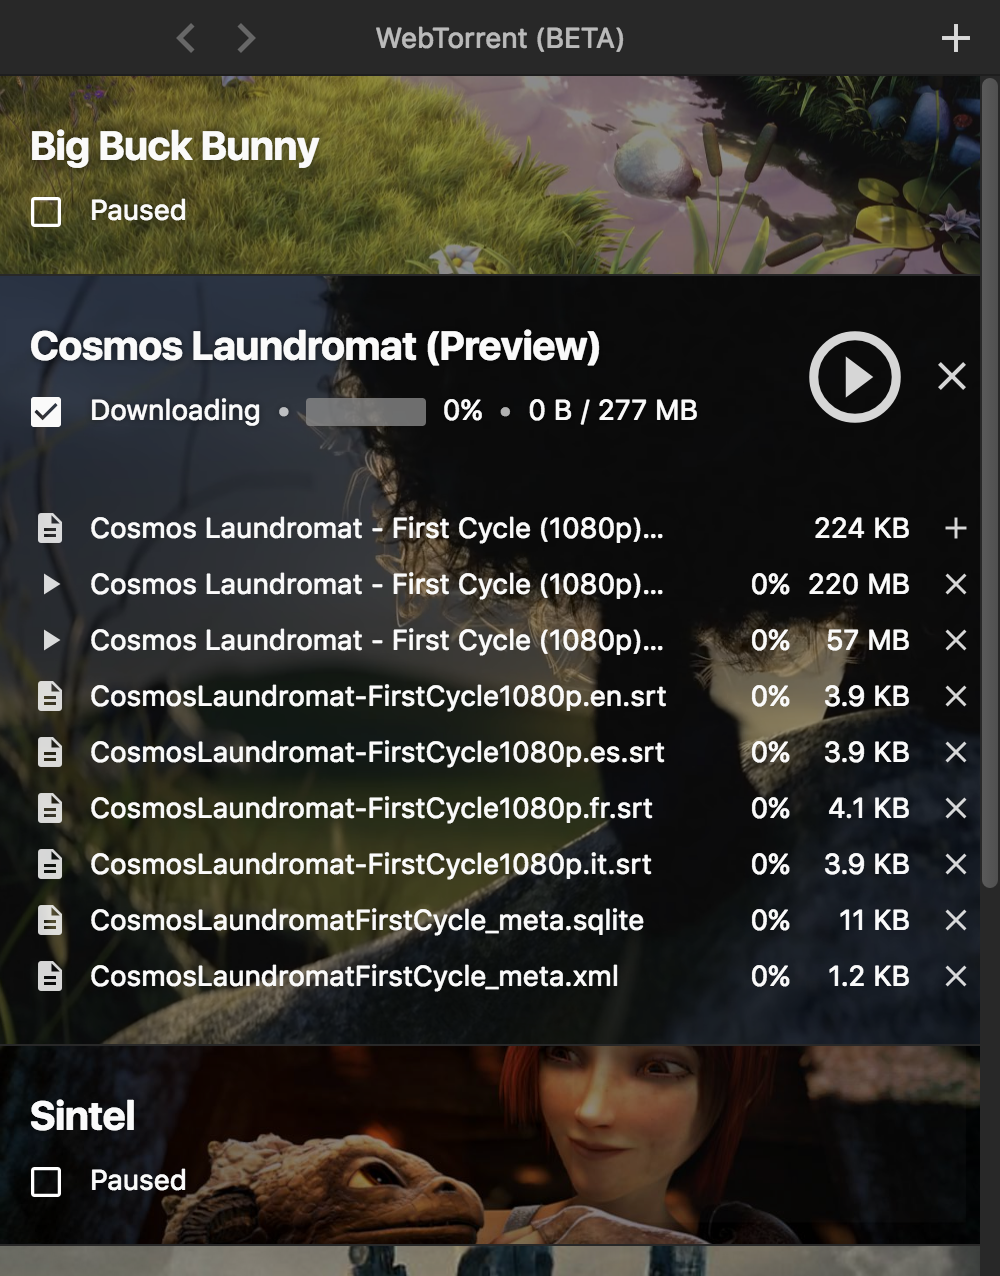 WebTorrent (BETA)
Big Buck Bunny
Paused
Cosmos Laundromat (Preview)
Downloading • 0% • 0 B / 277 MB
Cosmos Laundromat - First Cycle (1080p)... 224 KB
Cosmos Laundromat - First Cycle (1080p)... 0% 220 MB
Cosmos Laundromat - First Cycle (1080p)... 0% 57 MB
CosmosLaundromat-FirstCycle1080p.en.srt 0% 3.9 KB
CosmosLaundromat-FirstCycle1080p.es.srt 0% 3.9 KB
CosmosLaundromat-FirstCycle1080p.fr.srt 0% 4.1 KB
CosmosLaundromat-FirstCycle1080p.it.srt 0% 3.9 KB
CosmosLaundromatFirstCycle_meta.sqlite 0% 11 KB
CosmosLaundromatFirstCycle_meta.xml 0% 1.2 KB
Sintel
Paused